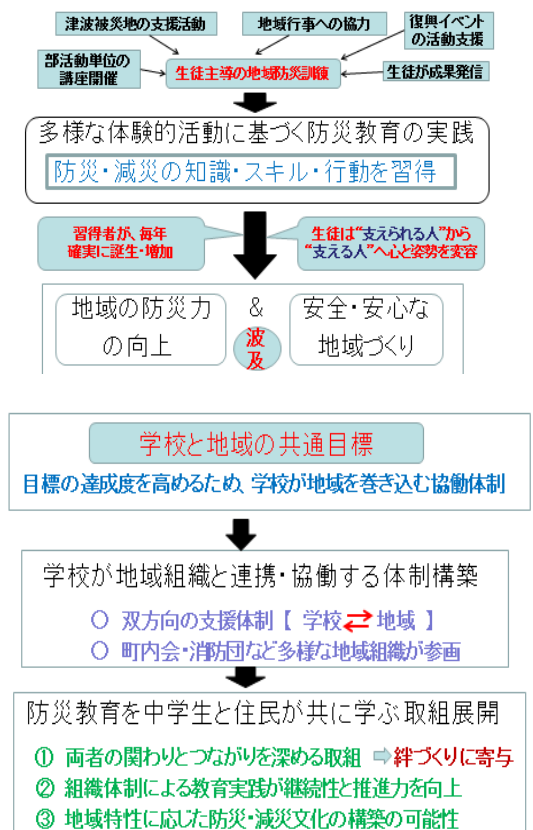 津波被災地の支援活動
地域行事への協力
復興イベント
の活動支援
部活動単位の
講座開催
生徒主導の地域防災訓練
生徒が成果発信
多様な体験的活動に基づく防災教育の実践
防災・減災の知識・スキル・行動を習得
習得者が、毎年
確実に誕生・増加
生徒は“支えられる人”から
“支える人”へ心と姿勢を変容
地域の防災力
の向上
&
波
及
安全・安心な
地域づくり
学校と地域の共通目標
目標の達成度を高めるため、学校が地域を巻き込む協働体制
学校が地域組織と連携・協働する体制構築
○ 双方向の支援体制【 学校⇄地域 】
○ 町内会・消防団など多様な地域組織が参画
防災教育を中学生と住民が共に学ぶ取組展開
① 両者の関わりとつながりを深める取組 ⇨絆づくりに寄与
② 組織体制による教育実践が継続性と推進力を向上
③ 地域特性に応じた防災・減災文化の構築の可能性